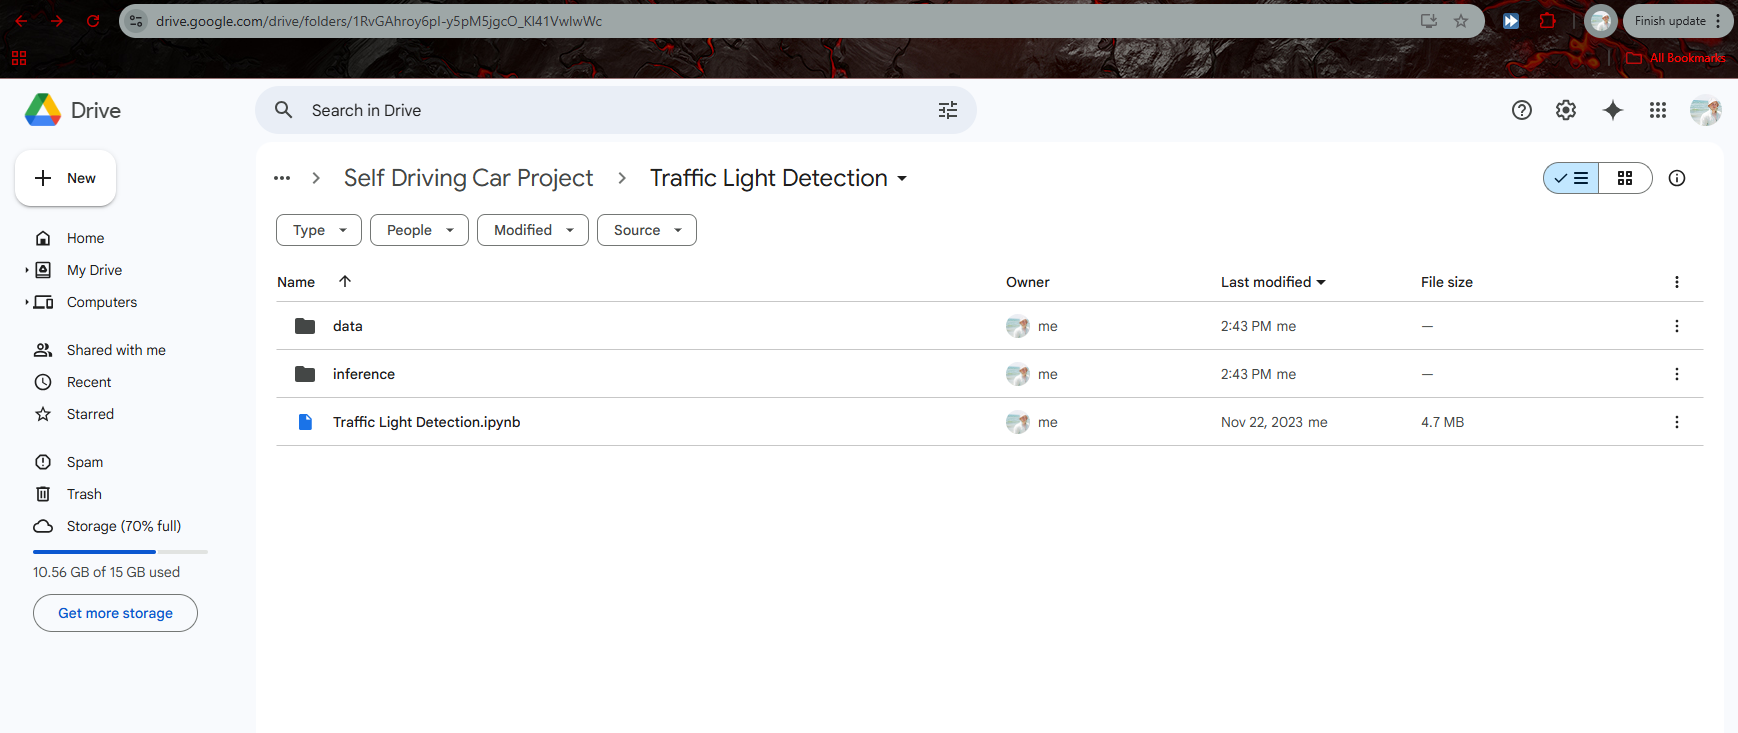 drive.google.com/drive/folders/1RvGAhroy6pI-y5pM5jgcO_KI41VwIwWc
Finish update
All Bookmarks
Drive
Search in Drive
New
Self Driving Car Project
Traffic Light Detection
Type
People
Modified
Source
Home
My Drive
Computers
Shared with me
Recent
Starred
Spam
Trash
Storage (70% full)
10.56 GB of 15 GB used
Get more storage
Name Owner Last modified File size
data me 2:43 PM me —
inference me 2:43 PM me —
Traffic Light Detection.ipynb me Nov 22, 2023 me 4.7 MB